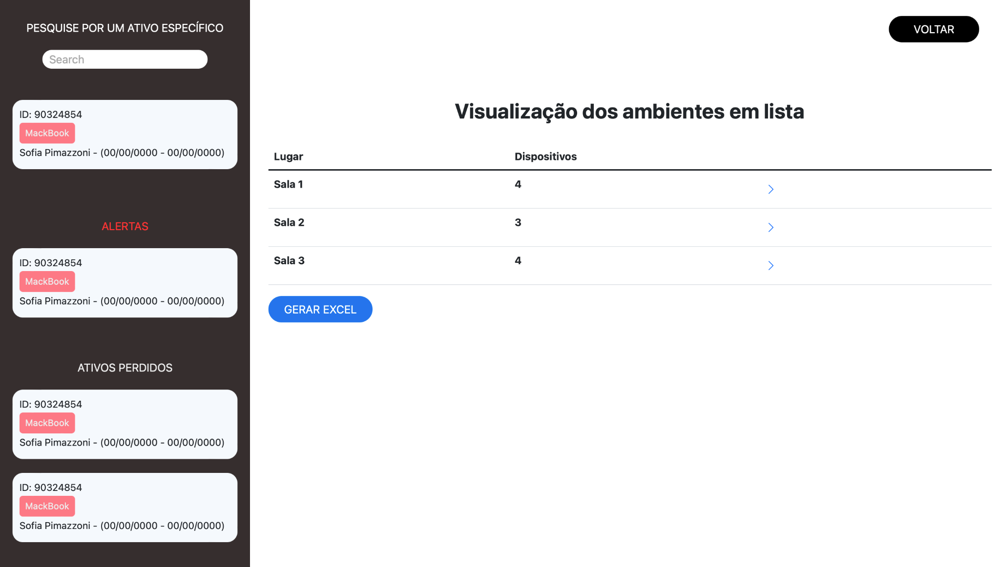 PESQUISE POR UM ATIVO ESPECÍFICO
Search
ID: 90324854
MackBook
Sofia Pimazzoni - (00/00/0000 - 00/00/0000)
ALERTAS
ID: 90324854
MackBook
Sofia Pimazzoni - (00/00/0000 - 00/00/0000)
ATIVOS PERDIDOS
ID: 90324854
MackBook
Sofia Pimazzoni - (00/00/0000 - 00/00/0000)
ID: 90324854
MackBook
Sofia Pimazzoni - (00/00/0000 - 00/00/0000)
VOLTAR
Visualização dos ambientes em lista
Lugar Dispositivos
Sala 1 4
Sala 2 3
Sala 3 4
GERAR EXCEL